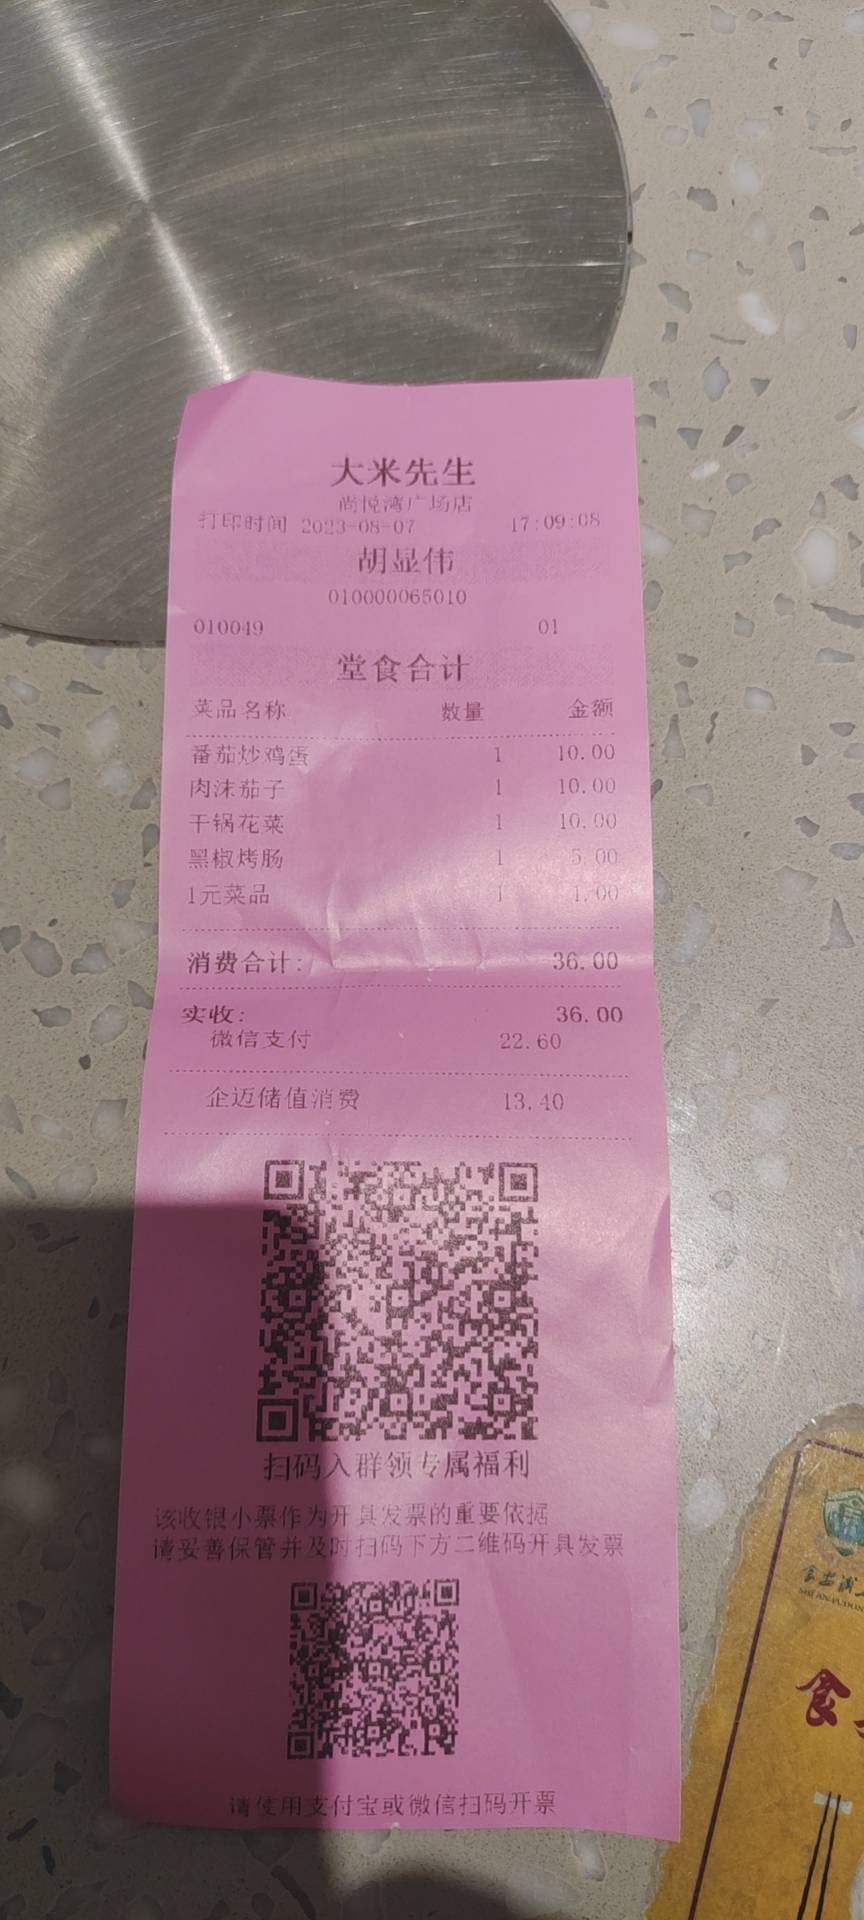 大米先生
尚悦湾广场店
打印时间 2023-08-07 17:09:08
胡显伟
010000065010
010049 01
堂食合计
菜品名称 数量 金额
番茄炒鸡蛋 1 10.00
肉沫茄子 1 10.00
干锅花菜 1 10.00
黑椒烤肠 1 5.00
1元菜品 1 1.00
消费合计: 36.00
实收: 36.00
微信支付 22.60
企迈储值消费 13.40
扫码入群领专属福利
该收银小票作为开具发票的重要依据
请妥善保管并及时扫码下方二维码开具发票
请使用支付宝或微信扫码开票
食